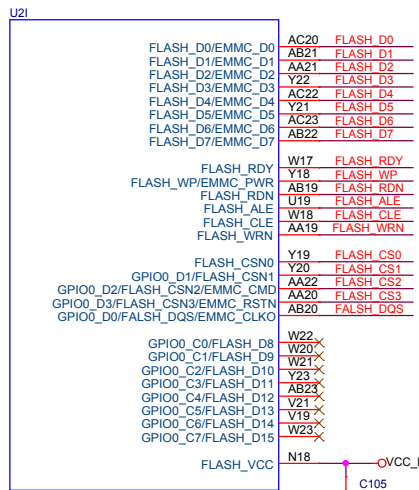 U2I
FLASH_D0/EMMC_D0 AC20 FLASH_D0
FLASH_D1/EMMC_D1 AB21 FLASH_D1
FLASH_D2/EMMC_D2 AA21 FLASH_D2
FLASH_D3/EMMC_D3 Y22 FLASH_D3
FLASH_D4/EMMC_D4 AC22 FLASH_D4
FLASH_D5/EMMC_D5 Y21 FLASH_D5
FLASH_D6/EMMC_D6 AC23 FLASH_D6
FLASH_D7/EMMC_D7 AB22 FLASH_D7
FLASH_RDY W17 FLASH_RDY
FLASH_WP/EMMC_PWR Y18 FLASH_WP
FLASH_RDN AB19 FLASH_RDN
FLASH_ALE U19 FLASH_ALE
FLASH_CLE W18 FLASH_CLE
FLASH_WRN AA19 FLASH_WRN
FLASH_CSN0 Y19 FLASH_CS0
GPIO0_D1/FLASH_CSN1 Y20 FLASH_CS1
GPIO0_D2/FLASH_CSN2/EMMC_CMD AA22 FLASH_CS2
GPIO0_D3/FLASH_CSN3/EMMC_RSTN AA20 FLASH_CS3
GPIO0_D0/FALSH_DQS/EMMC_CLKO AB20 FALSH_DQS
GPIO0_C0/FLASH_D8 W22
GPIO0_C1/FLASH_D9 W20
GPIO0_C2/FLASH_D10 W21
GPIO0_C3/FLASH_D11 Y23
GPIO0_C4/FLASH_D12 AB23
GPIO0_C5/FLASH_D13 V21
GPIO0_C6/FLASH_D14 V19
GPIO0_C7/FLASH_D15 W23
FLASH_VCC N18
C105